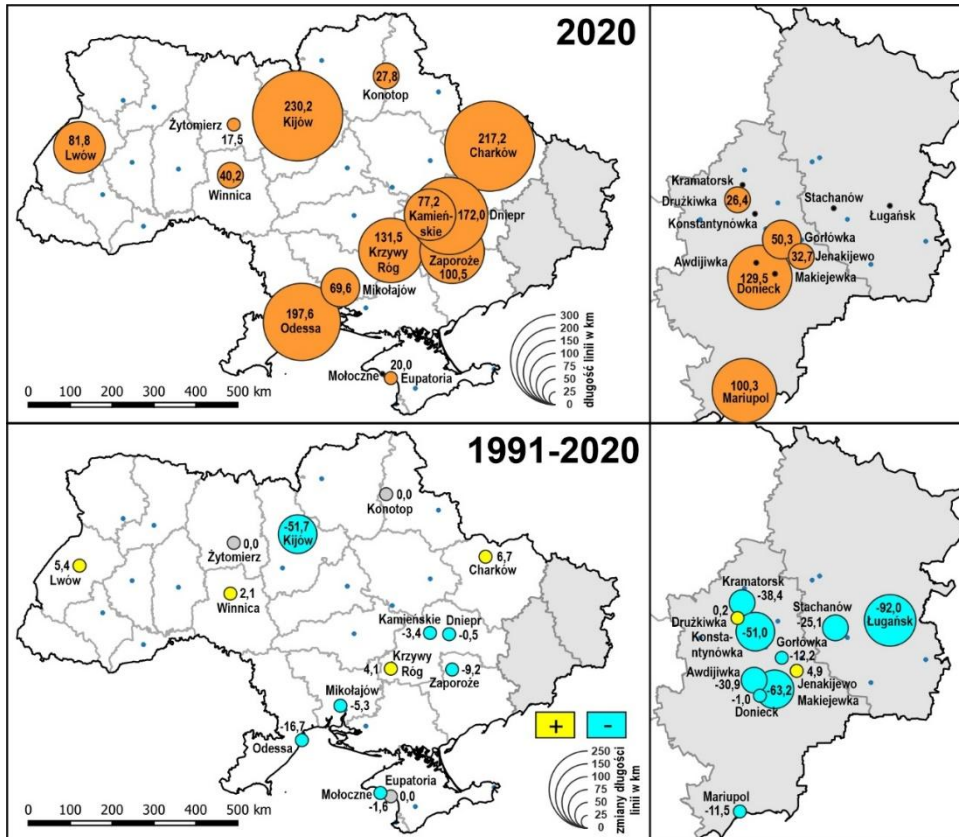 2020
27,8
Konotop
230,2
Kijów
Żytomierz
17,5
81,8
Lwów
40,2
Winnica
217,2
Charków
77,2
Kamień-
skie
172,0
Dniepr
131,5
Krzywy
Róg
Zaporoże
100,5
69,6
Mikołajów
197,6
Odessa
20,0
Mołoczne
Eupatoria
0 100 200 300 400 500 km
300
200
150
100
75
50
25
0
długość linii w km
Kramatorsk
Drużkiwka
26,4
Konstantynówka
Stachanów
Ługańsk
50,3
Gorłówka
32,7
Jenakijewo
Awdijiwka
Makiejewka
129,5
Donieck
100,3
Mariupol
1991-2020
0,0
Konotop
-51,7
Kijów
0,0
Żytomierz
5,4
Lwów
2,1
Winnica
6,7
Charków
Kamieńskie
-3,4
Dniepr
-0,5
Krzywy
Róg
4,1
-9,2
Zaporoże
Mikołajów
-5,3
-16,7
Odessa
Eupatoria
0,0
Mołoczne
-1,6
0 100 200 300 400 500 km
+ -
250
200
150
100
75
50
25
0
zmiany długości
linii w km
Kramatorsk
-38,4
0,2
Drużkiwka
Konsta-
ntynówka
-51,0
Stachanów
-25,1
-92,0
Ługańsk
Gorłówka
-12,2
Awdijiwka
-30,9
4,9
Jenakijewo
-63,2
Makiejewka
-1,0
Donieck
Mariupol
-11,5